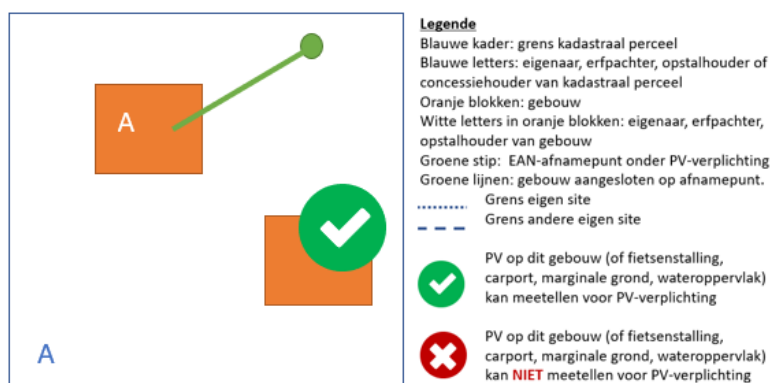 A
A
Legende
Blauwe kader: grens kadastraal perceel
Blauwe letters: eigenaar, erfpachter, opstalhouder of
concessiehouder van kadastraal perceel
Oranje blokken: gebouw
Witte letters in oranje blokken: eigenaar, erfpachter,
opstalhouder van gebouw
Groene stip: EAN-afnamepunt onder PV-verplichting
Groene lijnen: gebouw aangesloten op afnamepunt.
Grens eigen site
Grens andere eigen site
PV op dit gebouw (of fietsenstalling,
carport, marginale grond, wateroppervlak)
kan meetellen voor PV-verplichting
PV op dit gebouw (of fietsenstalling,
carport, marginale grond, wateroppervlak)
kan NIET meetellen voor PV-verplichting